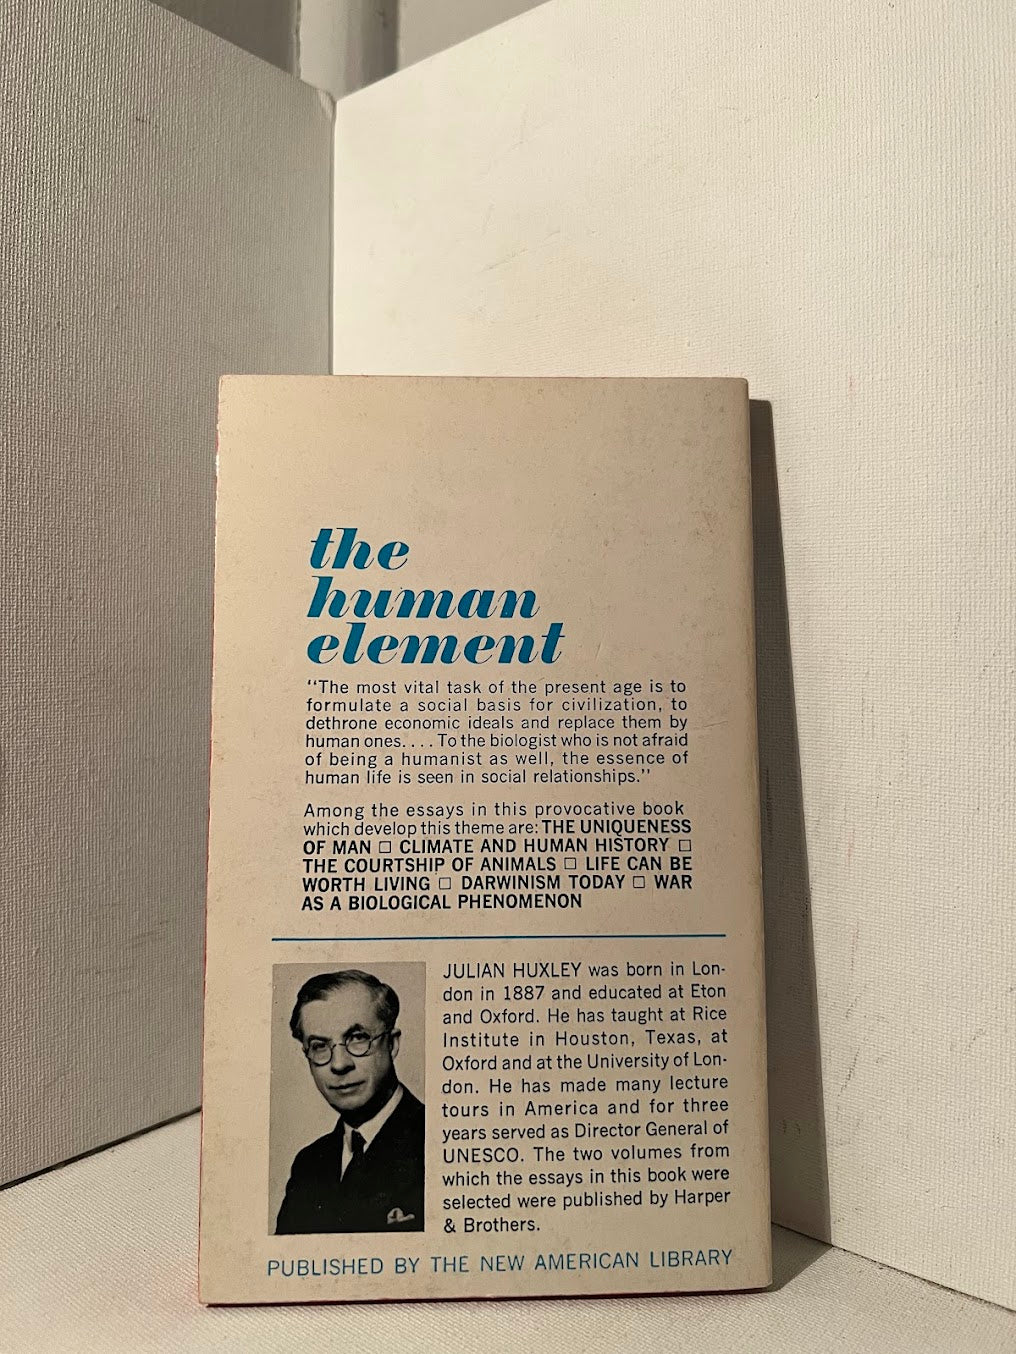 the
human
element
"The most vital task of the present age is to
formulate a social basis for civilization, to
dethrone economic ideals and replace them by
human ones.... To the biologist who is not afraid
of being a humanist as well, the essence of
human life is seen in social relationships."
Among the essays in this provocative book
which develop this theme are: THE UNIQUENESS
OF MAN □ CLIMATE AND HUMAN HISTORY □
THE COURTSHIP OF ANIMALS □ LIFE CAN BE
WORTH LIVING □ DARWINISM TODAY □ WAR
AS A BIOLOGICAL PHENOMENON
JULIAN HUXLEY was born in Lon-
don in 1887 and educated at Eton
and Oxford. He has taught at Rice
Institute in Houston, Texas, at
Oxford and at the University of Lon-
don. He has made many lecture
tours in America and for three
years served as Director General of
UNESCO. The two volumes from
which the essays in this book were
selected were published by Harper
& Brothers.
PUBLISHED BY THE NEW AMERICAN LIBRARY